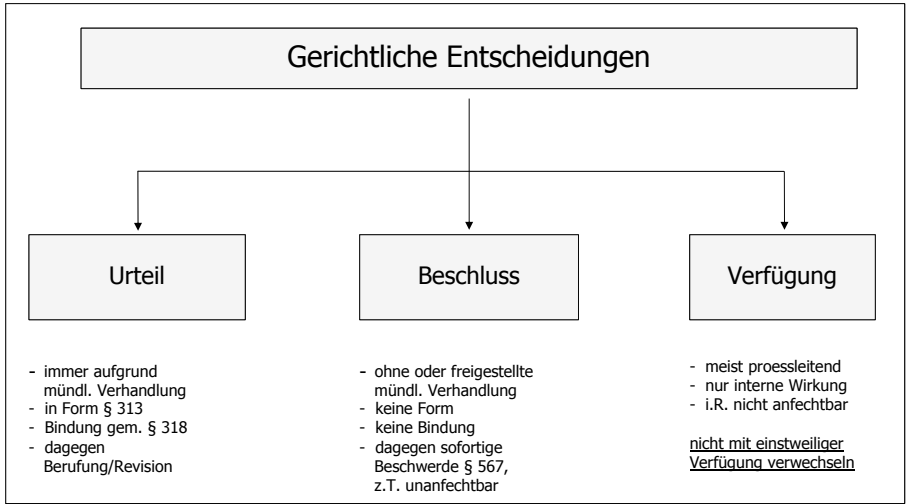 Gerichtliche Entscheidungen
Urteil
- immer aufgrund
mündl. Verhandlung
- in Form § 313
- Bindung gem. § 318
- dagegen
Berufung/Revision
Beschluss
- ohne oder freigestellte
mündl. Verhandlung
- keine Form
- keine Bindung
- dagegen sofortige
Beschwerde § 567,
z.T. unanfechtbar
Verfügung
- meist proessleitend
- nur interne Wirkung
- i.R. nicht anfechtbar
nicht mit einstweiliger
Verfügung verwechseln